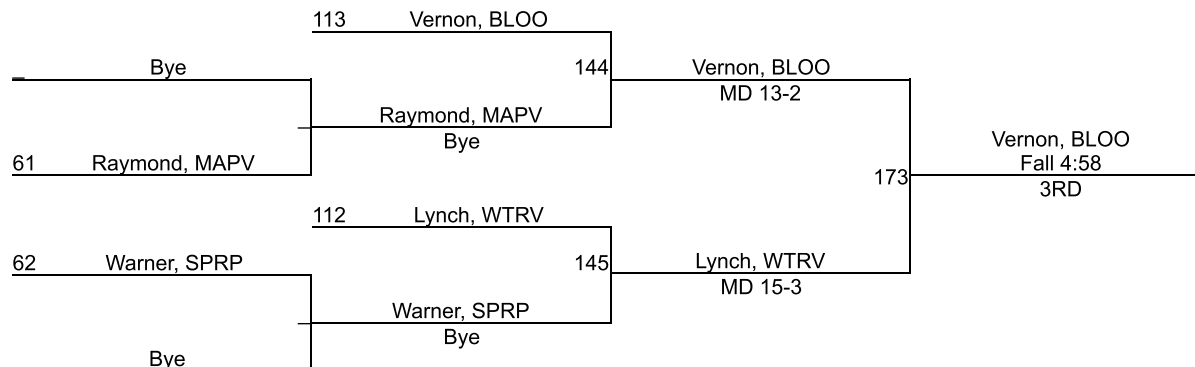 113 Vernon, BLOO
_ Bye
144 Vernon, BLOO
MD 13-2
Raymond, MAPV
_ Bye
Vernon, BLOO
61 Raymond, MAPV
Fall 4:58
173
3RD
112 Lynch, WTRV
62 Warner, SPRP
145 Lynch, WTRV
MD 15-3
Warner, SPRP
_ Bye
Bye